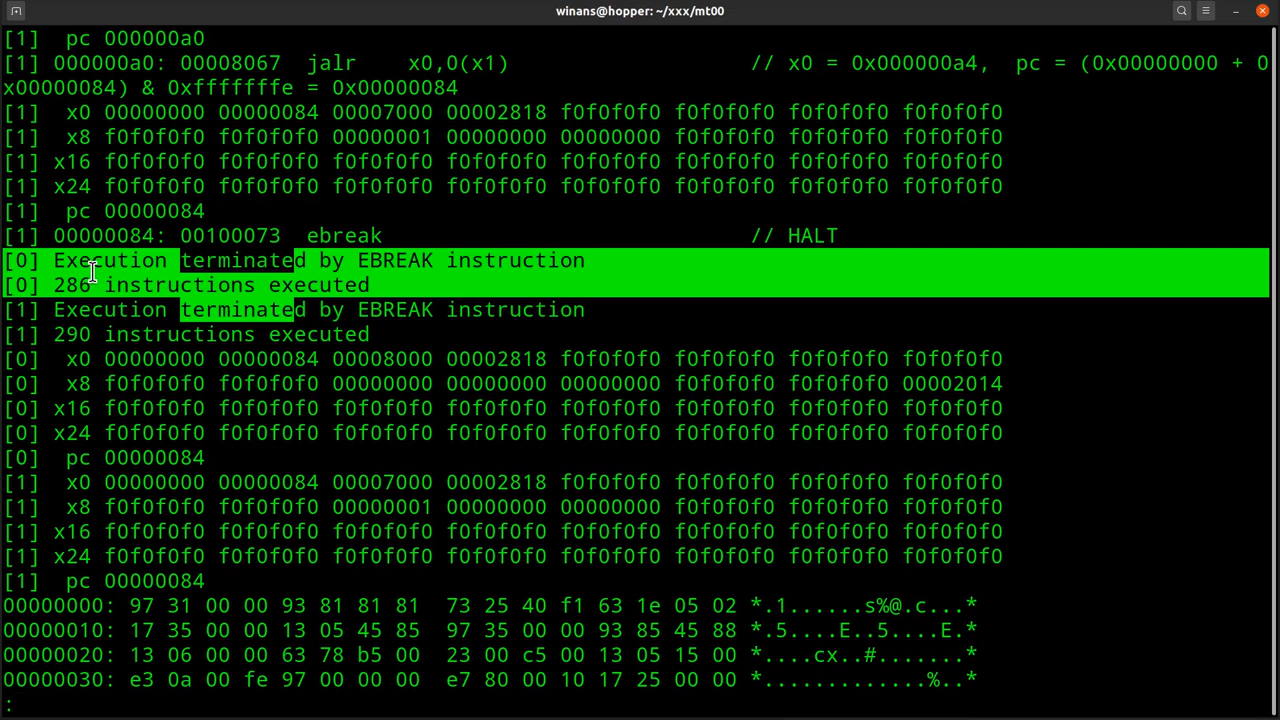 winans@hopper: ~/xxx/mt00
[1]  pc 000000a0
[1] 000000a0: 00008067  jalr    x0,0(x1)                   // x0 = 0x000000a4,  pc = (0x00000000 + 0
x00000084) & 0xfffffffe = 0x00000084
[1]  x0 00000000 00000084 00007000 00002818 f0f0f0f0 f0f0f0f0 f0f0f0f0 f0f0f0f0
[1]  x8 f0f0f0f0 f0f0f0f0 00000001 00000000 00000000 f0f0f0f0 f0f0f0f0 f0f0f0f0
[1] x16 f0f0f0f0 f0f0f0f0 f0f0f0f0 f0f0f0f0 f0f0f0f0 f0f0f0f0 f0f0f0f0 f0f0f0f0
[1] x24 f0f0f0f0 f0f0f0f0 f0f0f0f0 f0f0f0f0 f0f0f0f0 f0f0f0f0 f0f0f0f0 f0f0f0f0
[1]  pc 00000084
[1] 00000084: 00100073  ebreak                             // HALT
[0] Execution terminated by EBREAK instruction
[0] 286 instructions executed
[1] Execution terminated by EBREAK instruction
[1] 290 instructions executed
[0]  x0 00000000 00000084 00008000 00002818 f0f0f0f0 f0f0f0f0 f0f0f0f0 f0f0f0f0
[0]  x8 f0f0f0f0 f0f0f0f0 00000000 00000000 00000000 f0f0f0f0 f0f0f0f0 00002014
[0] x16 f0f0f0f0 f0f0f0f0 f0f0f0f0 f0f0f0f0 f0f0f0f0 f0f0f0f0 f0f0f0f0 f0f0f0f0
[0] x24 f0f0f0f0 f0f0f0f0 f0f0f0f0 f0f0f0f0 f0f0f0f0 f0f0f0f0 f0f0f0f0 f0f0f0f0
[0]  pc 00000084
[1]  x0 00000000 00000084 00007000 00002818 f0f0f0f0 f0f0f0f0 f0f0f0f0 f0f0f0f0
[1]  x8 f0f0f0f0 f0f0f0f0 00000001 00000000 00000000 f0f0f0f0 f0f0f0f0 f0f0f0f0
[1] x16 f0f0f0f0 f0f0f0f0 f0f0f0f0 f0f0f0f0 f0f0f0f0 f0f0f0f0 f0f0f0f0 f0f0f0f0
[1] x24 f0f0f0f0 f0f0f0f0 f0f0f0f0 f0f0f0f0 f0f0f0f0 f0f0f0f0 f0f0f0f0 f0f0f0f0
[1]  pc 00000084
00000000: 97 31 00 00 93 81 81 81  73 25 40 f1 63 1e 05 02 *.1......s%@.c...*
00000010: 17 35 00 00 13 05 45 85  97 35 00 00 93 85 45 88 *.5....E..5....E.*
00000020: 13 06 00 00 63 78 b5 00  23 00 c5 00 13 05 15 00 *....cx..#.......*
00000030: e3 0a 00 fe 97 00 00 00  e7 80 00 10 17 25 00 00 *.............%..*
: